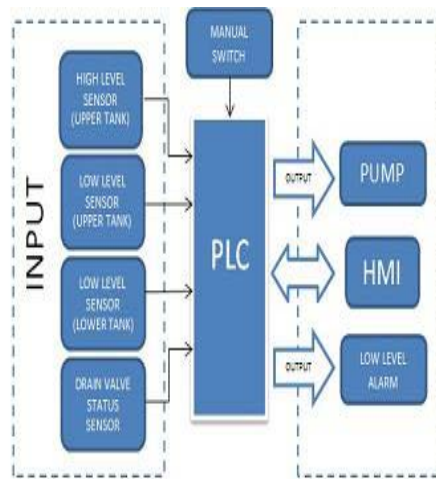 MANUAL
SWITCH
INPUT
HIGH LEVEL
SENSOR
(UPPER TANK)
LOW LEVEL
SENSOR
(UPPER TANK)
LOW LEVEL
SENSOR
(LOWER TANK)
DRAIN VALVE
STATUS
SENSOR
PLC
OUTPUT
PUMP
HMI
OUTPUT
LOW LEVEL
ALARM